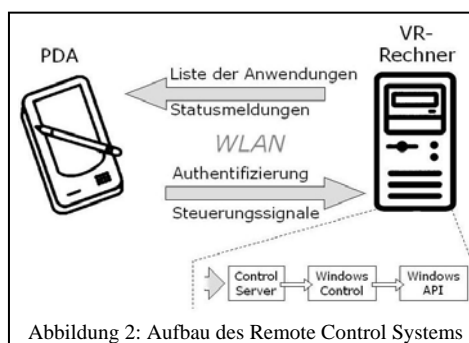 PDA
VR-
Rechner
Liste der Anwendungen
Statusmeldungen
WLAN
Authentifizierung
Steuerungssignale
Control
Server
Windows
Control
Windows
API
Abbildung 2: Aufbau des Remote Control Systems